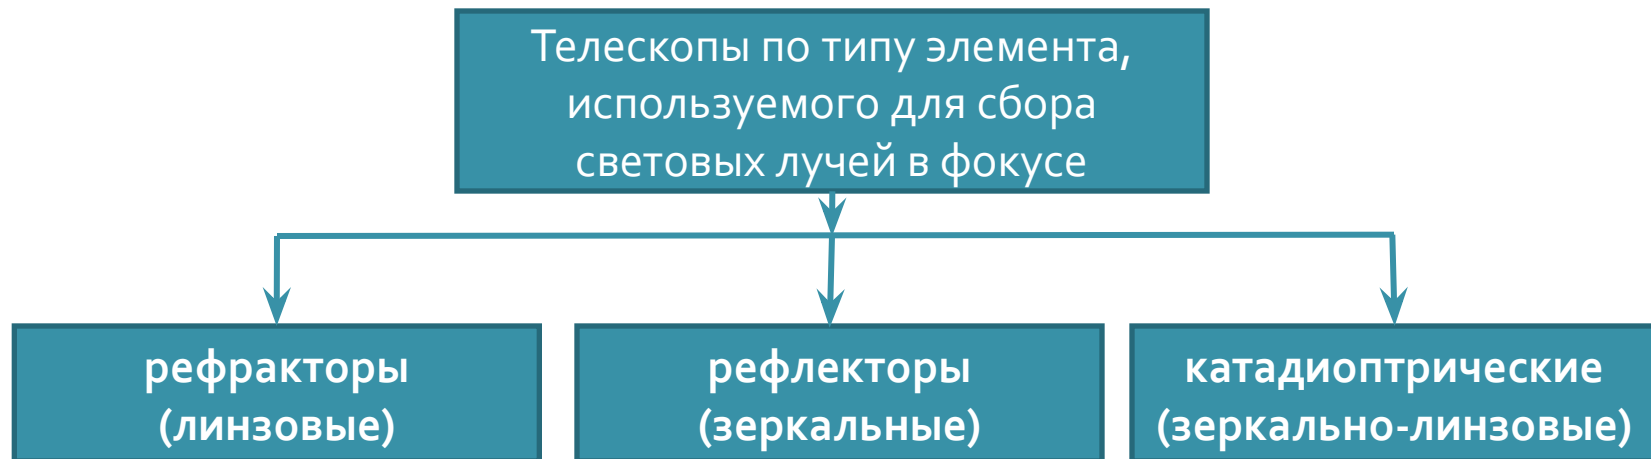 Телескопы по типу элемента,
используемого для сбора
световых лучей в фокусе
рефракторы
(линзовые)
рефлекторы
(зеркальные)
катадиоптрические
(зеркально-линзовые)